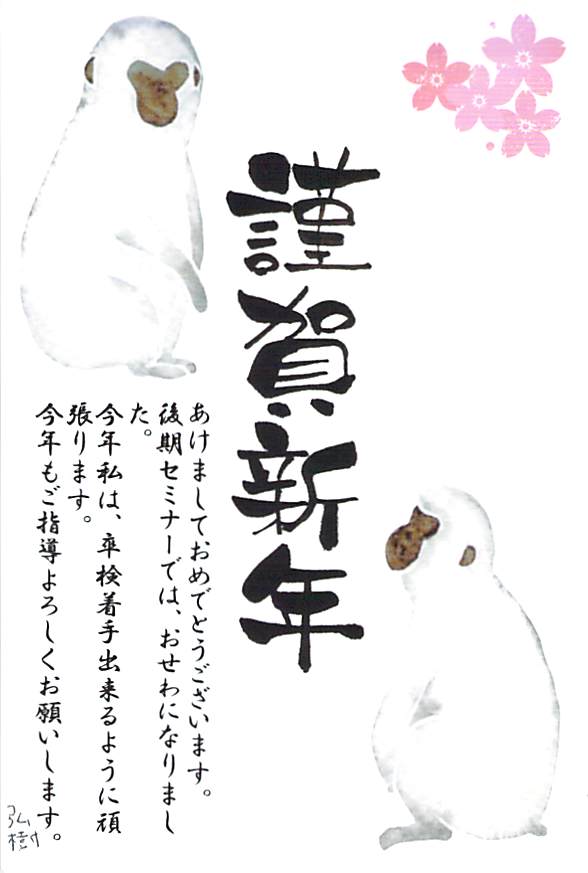 謹賀新年
あけましておめでとうございます。
後期セミナーでは、おせわになりまし
た。
今年私は、卒検着手出来るように頑
張ります。
今年もご指導よろしくお願いします。
弘樹